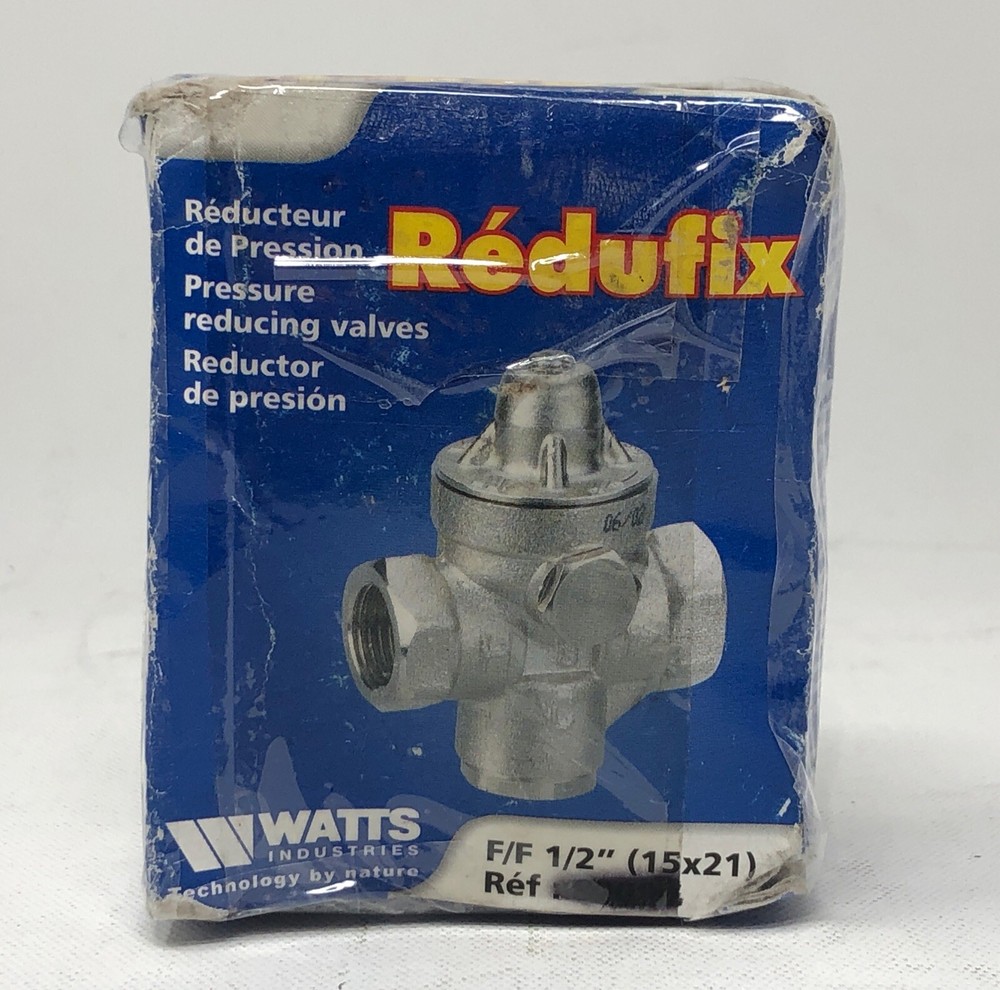 Réducteur
de Pression
Rédufix
Pressure
reducing valves
Reductor
de presión
06/02
WATTS
INDUSTRIES
Technology by nature
F/F 1/2" (15x21)
Réf :